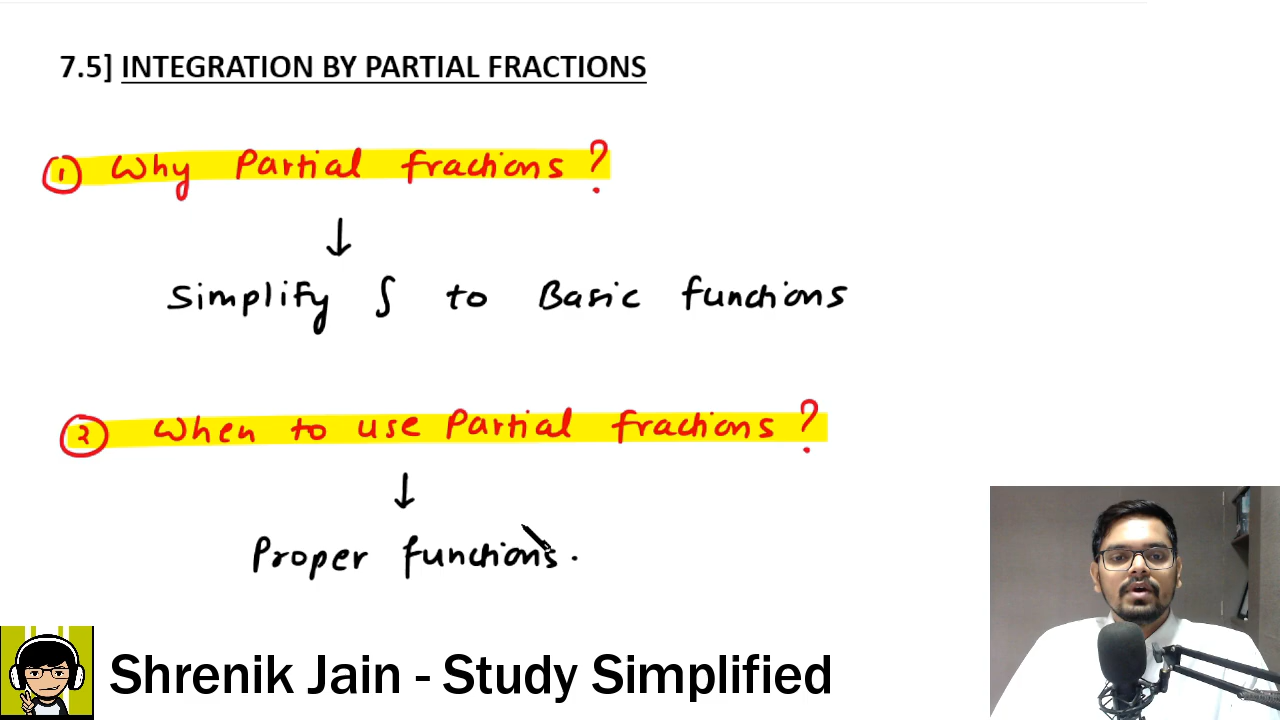 7.5] INTEGRATION BY PARTIAL FRACTIONS
1 Why Partial fractions?
↓
Simplify ∫ to Basic functions
2 When to use Partial fractions?
↓
Proper functions.
Shrenik Jain - Study Simplified